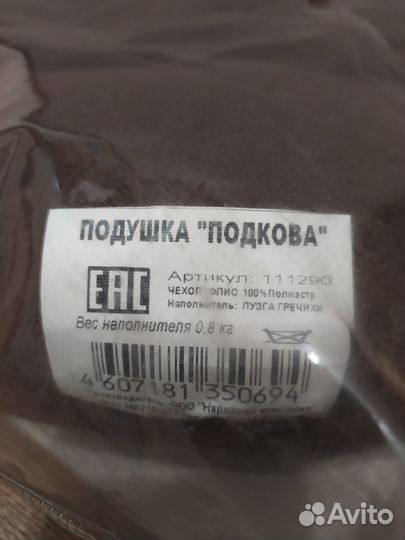 ПОДУШКА "ПОДКОВА"
EAC
Артикул: 111290
ЧЕХОЛ ФЛИС 100% Полиэстр
Наполнитель: ЛУЗГА ГРЕЧИХИ
Вес наполнителя 0,8 кг
4 607181 350694
Производитель: ООО "Народная компания
Avito